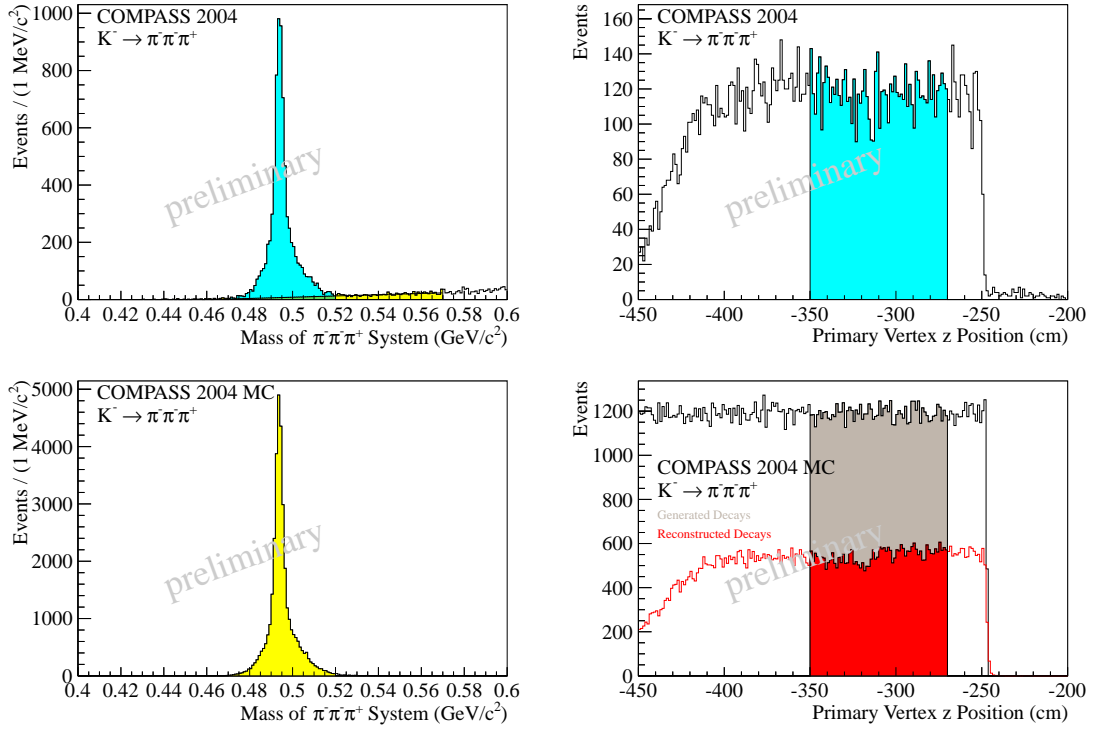 COMPASS 2004
K⁻ → π⁻π⁻π⁺
preliminary
Events / (1 MeV/c²)
0 200 400 600 800 1000
0.4 0.42 0.44 0.46 0.48 0.5 0.52 0.54 0.56 0.58 0.6
Mass of π⁻π⁻π⁺ System (GeV/c²)
COMPASS 2004
K⁻ → π⁻π⁻π⁺
preliminary
Events
0 20 40 60 80 100 120 140 160
-450 -400 -350 -300 -250 -200
Primary Vertex z Position (cm)
COMPASS 2004 MC
K⁻ → π⁻π⁻π⁺
preliminary
Events / (1 MeV/c²)
0 1000 2000 3000 4000 5000
0.4 0.42 0.44 0.46 0.48 0.5 0.52 0.54 0.56 0.58 0.6
Mass of π⁻π⁻π⁺ System (GeV/c²)
Events
0 200 400 600 800 1000 1200
COMPASS 2004 MC
K⁻ → π⁻π⁻π⁺
Generated Decays
Reconstructed Decays
preliminary
-450 -400 -350 -300 -250 -200
Primary Vertex z Position (cm)